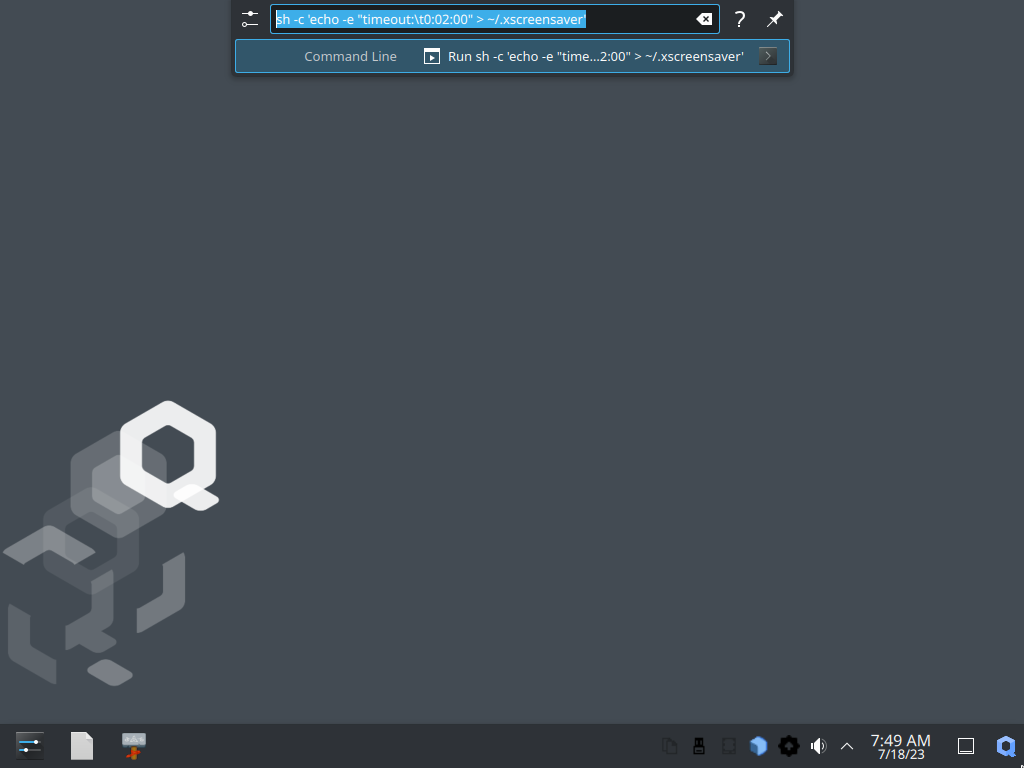 sh -c 'echo -e "timeout:\t0:02:00" > ~/.xscreensaver'
?
Command Line
Run sh -c 'echo -e "time...2:00" > ~/.xscreensaver'
7:49 AM
7/18/23